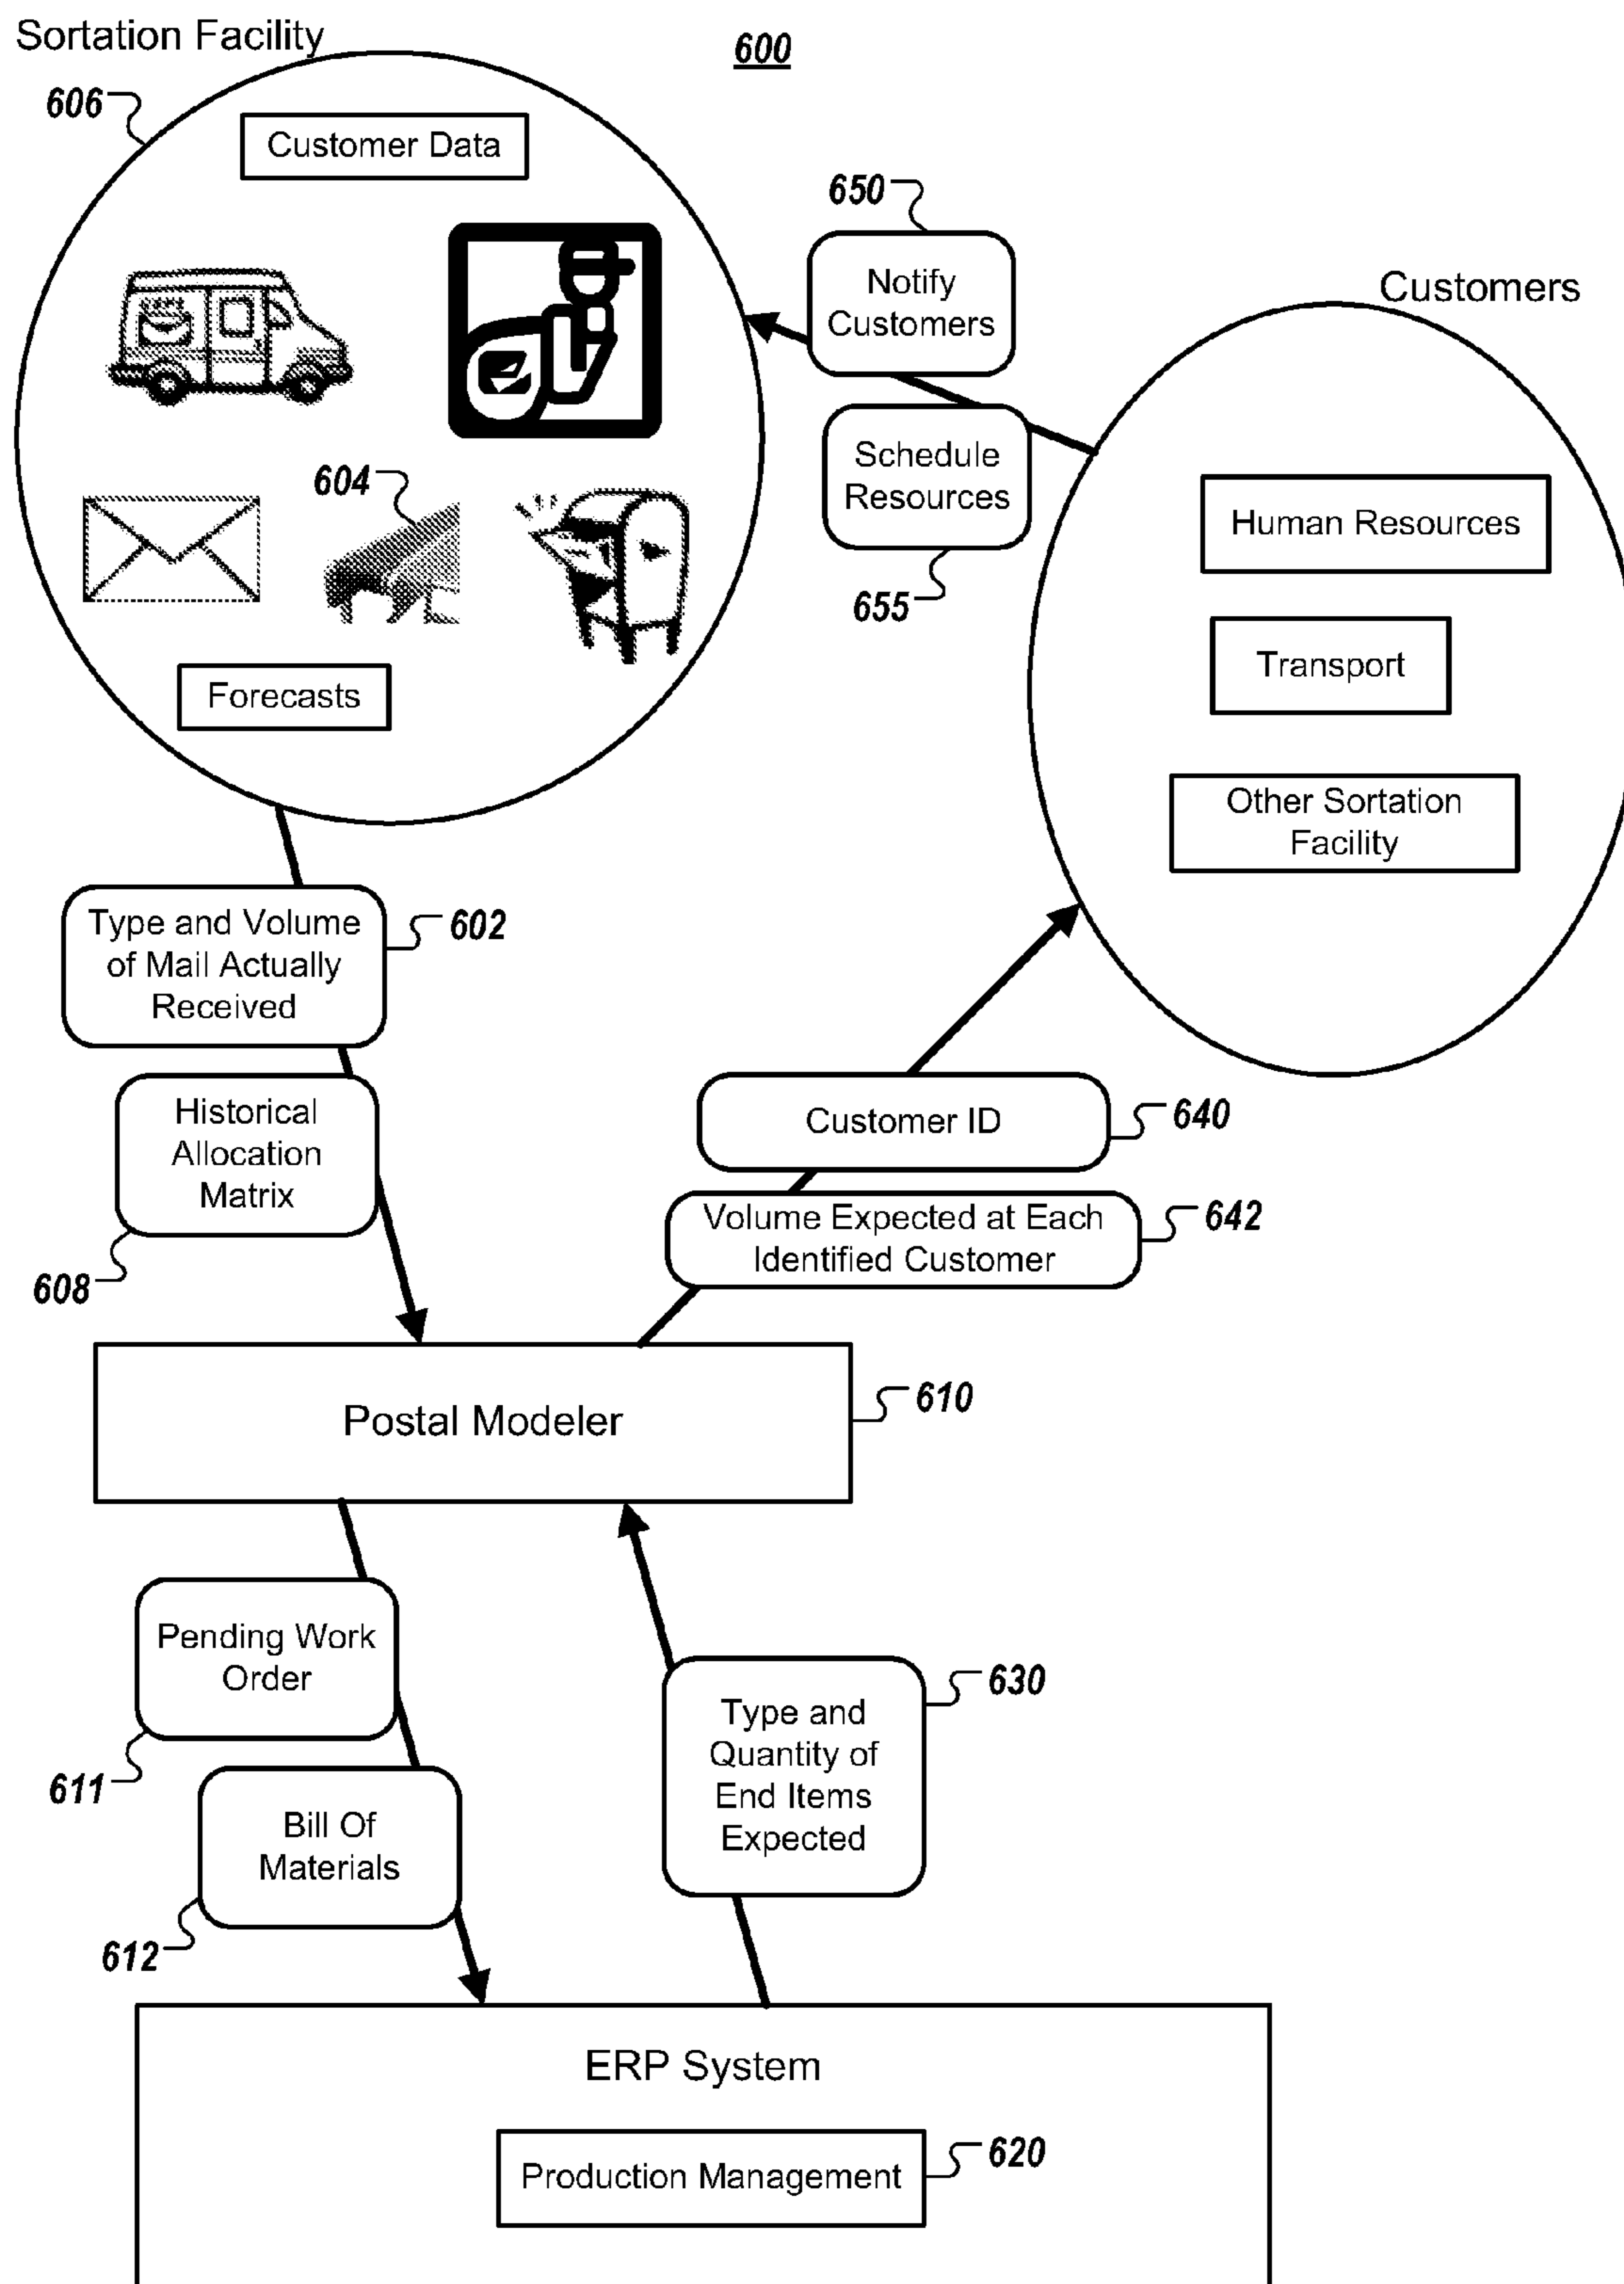 Sortation Facility
600
606
Customer Data
650
Notify
Customers
Customers
604
Schedule
Resources
655
Human Resources
Transport
Other Sortation
Facility
Forecasts
Type and Volume
of Mail Actually
Received
602
Historical
Allocation
Matrix
608
Customer ID
640
Volume Expected at Each
Identified Customer
642
Postal Modeler
610
Pending Work
Order
611
Type and
Quantity of
End Items
Expected
630
Bill Of
Materials
612
ERP System
Production Management
620